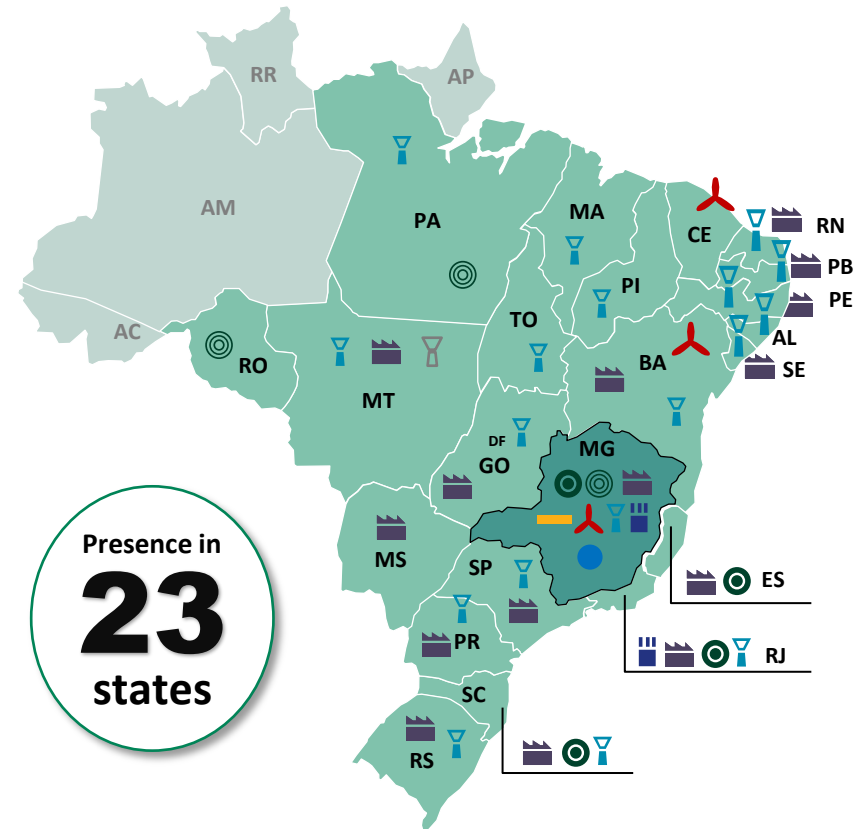 RR
AP
AM
PA
MA
CE
RN
PB
PI
PE
TO
AL
AC
RO
BA
SE
MT
DF
MG
GO
Presence in
23
states
MS
SP
ES
PR
RJ
SC
RS